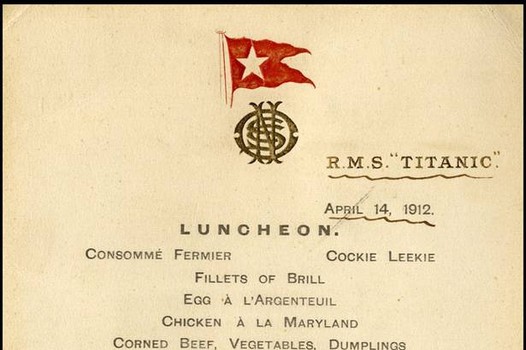 R.M.S. "TITANIC".
APRIL 14, 1912.
LUNCHEON.
CONSOMMÉ FERMIER COCKIE LEEKIE
FILLETS OF BRILL
EGG À L'ARGENTEUIL
CHICKEN À LA MARYLAND
CORNED BEEF, VEGETABLES, DUMPLINGS